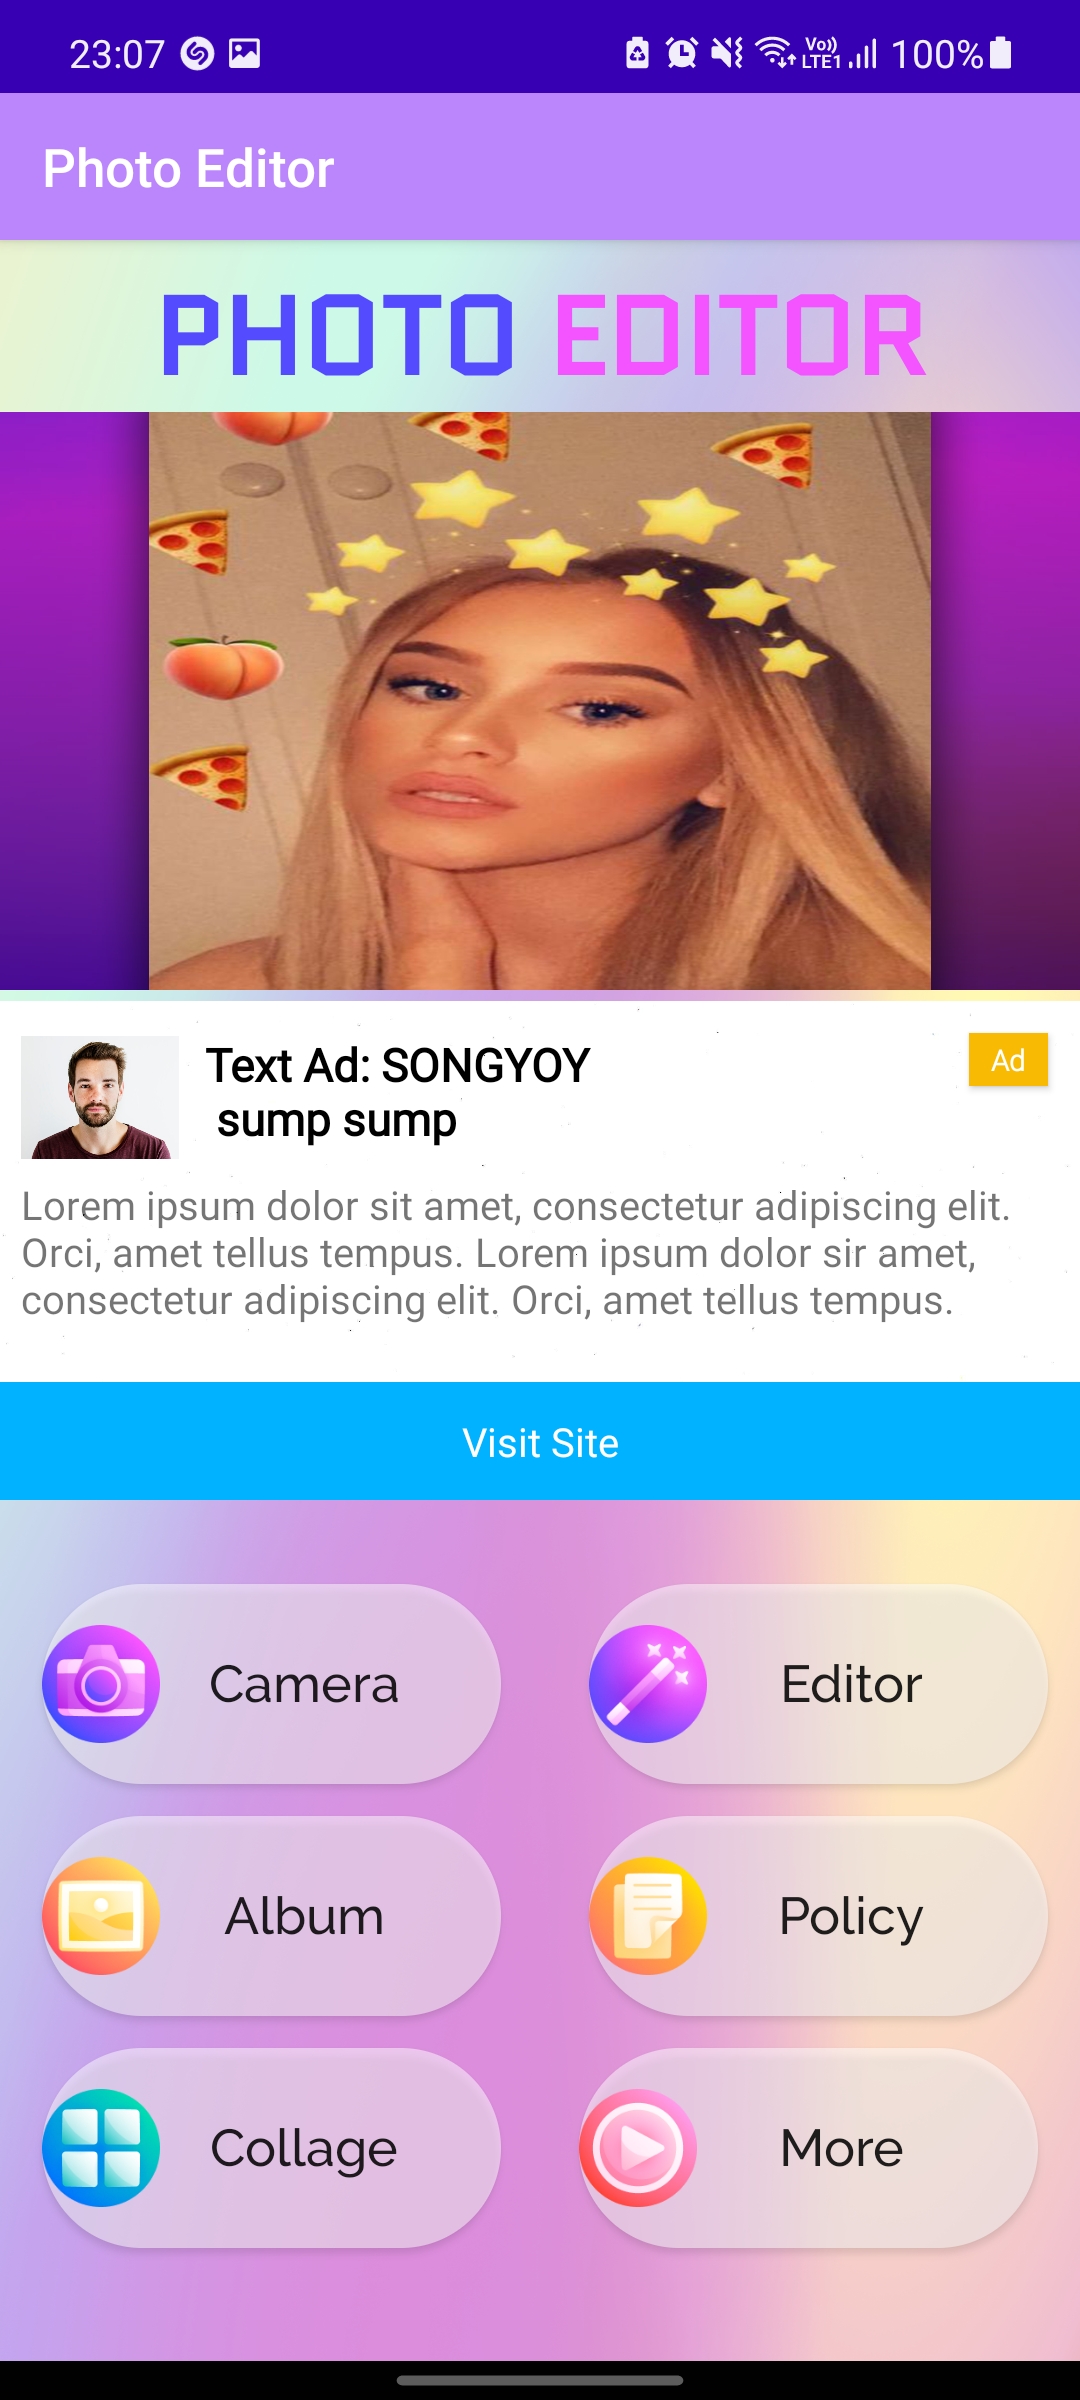 23:07
Vo)) LTE1 100%
Photo Editor
PHOTO EDITOR
Text Ad: SONGYOY
sump sump
Ad
Lorem ipsum dolor sit amet, consectetur adipiscing elit.
Orci, amet tellus tempus. Lorem ipsum dolor sir amet,
consectetur adipiscing elit. Orci, amet tellus tempus.
Visit Site
Camera
Editor
Album
Policy
Collage
More